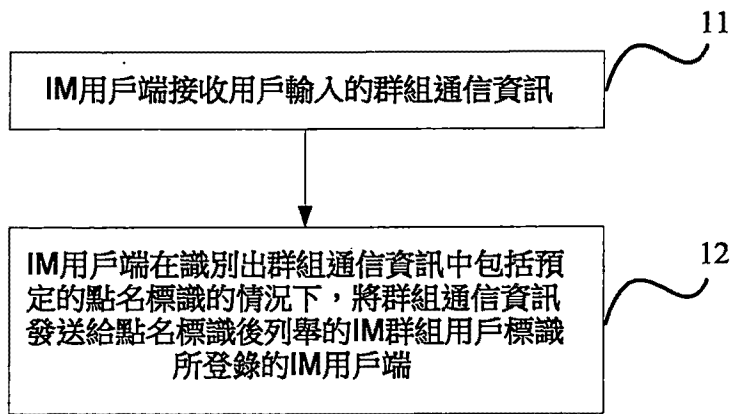 11
IM用戶端接收用戶輸入的群組通信資訊
12
IM用戶端在識別出群組通信資訊中包括預
定的點名標識的情況下，將群組通信資訊
發送給點名標識後列舉的IM群組用戶標識
所登錄的IM用戶端